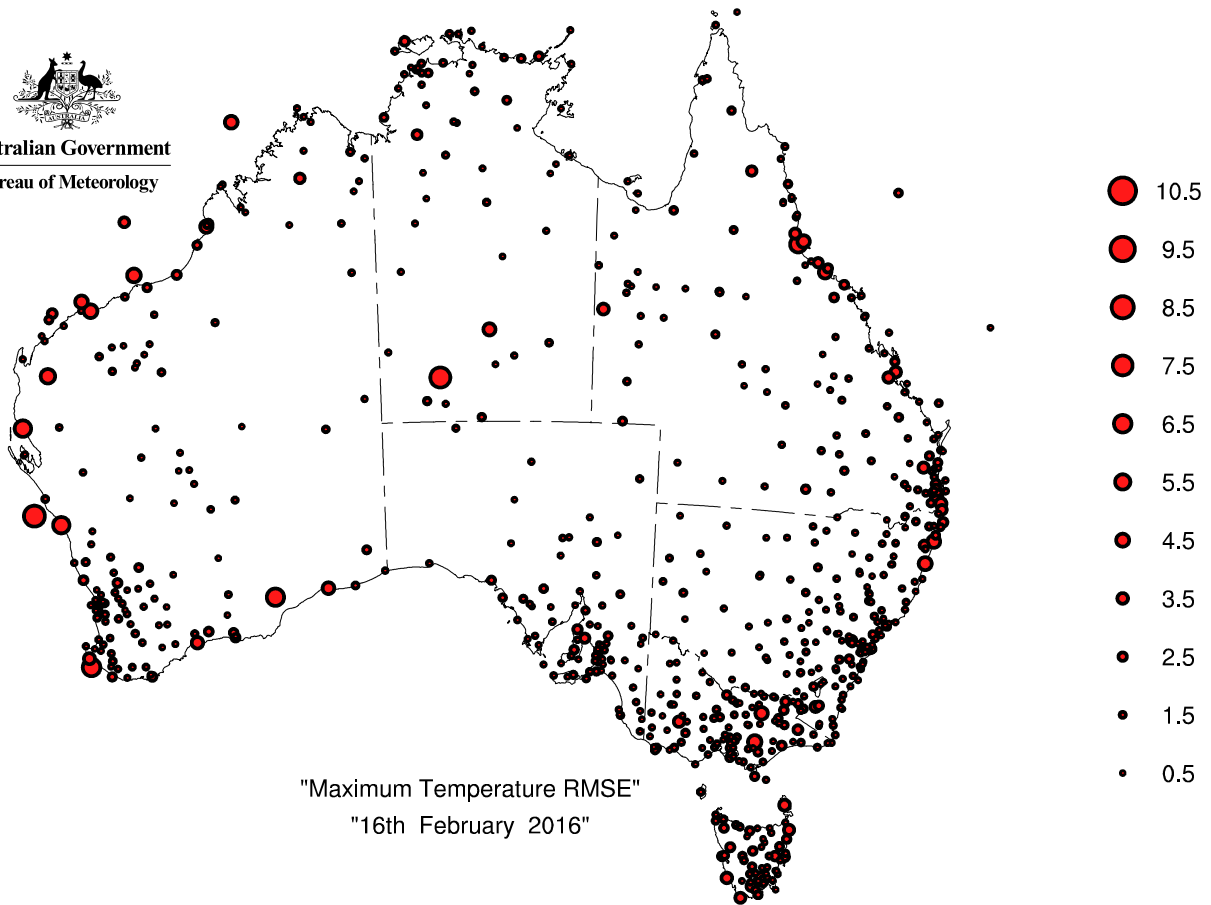 AUSTRALIA
tralian Government
reau of Meteorology
10.5
9.5
8.5
7.5
6.5
5.5
4.5
3.5
2.5
1.5
0.5
"Maximum Temperature RMSE"
"16th February 2016"